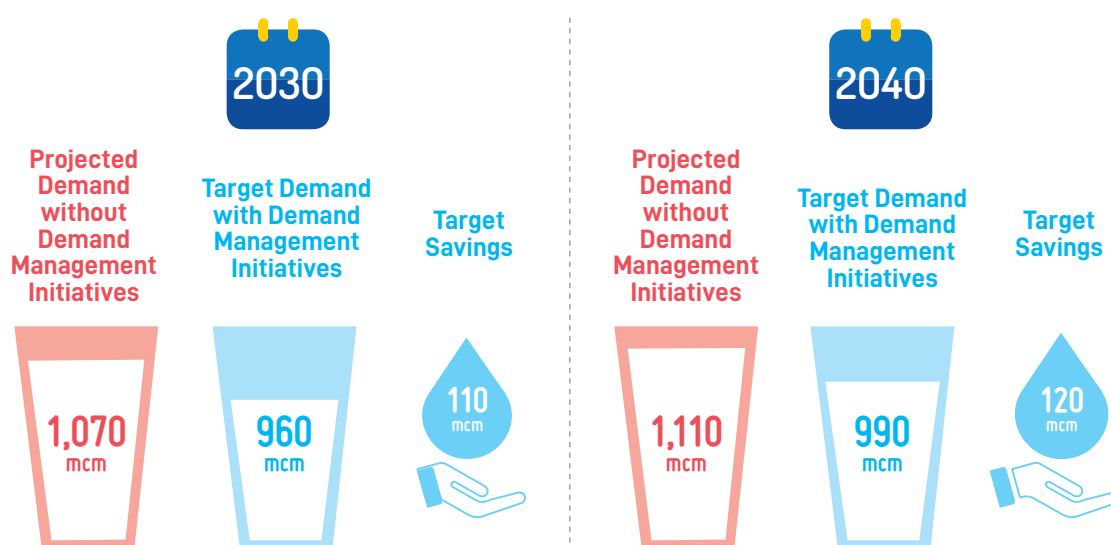 2030
Projected
Demand
without
Demand
Management
Initiatives
Target Demand
with Demand
Management
Initiatives
Target
Savings
1,070
mcm
960
mcm
110
mcm
2040
Projected
Demand
without
Demand
Management
Initiatives
Target Demand
with Demand
Management
Initiatives
Target
Savings
1,110
mcm
990
mcm
120
mcm